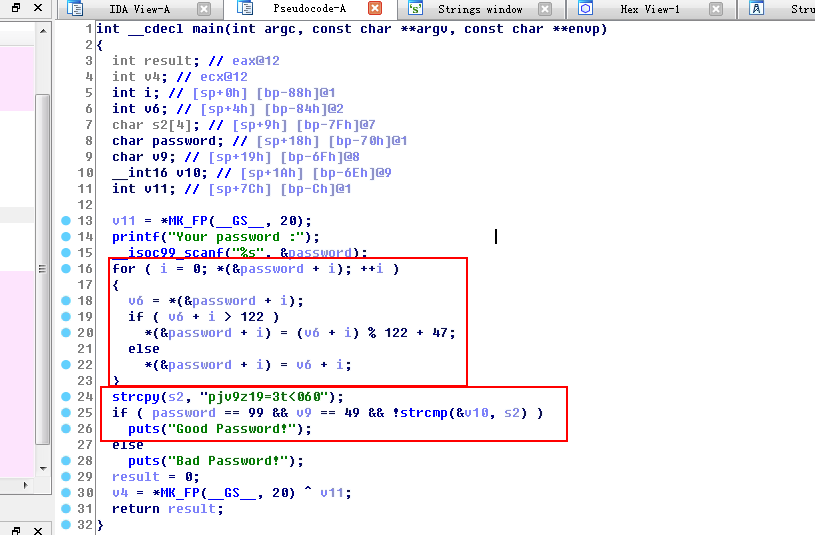 IDA View-A Pseudocode-A Strings window Hex View-1 Stru
1 int __cdecl main(int argc, const char **argv, const char **envp)
2 {
3 int result; // eax@12
4 int v4; // ecx@12
5 int i; // [sp+0h] [bp-88h]@1
6 int v6; // [sp+4h] [bp-84h]@2
7 char s2[4]; // [sp+9h] [bp-7Fh]@7
8 char password; // [sp+18h] [bp-70h]@1
9 char v9; // [sp+19h] [bp-6Fh]@8
10 __int16 v10; // [sp+1Ah] [bp-6Eh]@9
11 int v11; // [sp+7Ch] [bp-Ch]@1
12
13 v11 = *MK_FP(__GS__, 20);
14 printf("Your password :");
15 __isoc99_scanf("%s", &password);
16 for ( i = 0; *(&password + i); ++i )
17 {
18 v6 = *(&password + i);
19 if ( v6 + i > 122 )
20 *(&password + i) = (v6 + i) % 122 + 47;
21 else
22 *(&password + i) = v6 + i;
23 }
24 strcpy(s2, "pjv9z19=3t<060");
25 if ( password == 99 && v9 == 49 && !strcmp(&v10, s2) )
26 puts("Good Password!");
27 else
28 puts("Bad Password!");
29 result = 0;
30 v4 = *MK_FP(__GS__, 20) ^ v11;
31 return result;
32 }